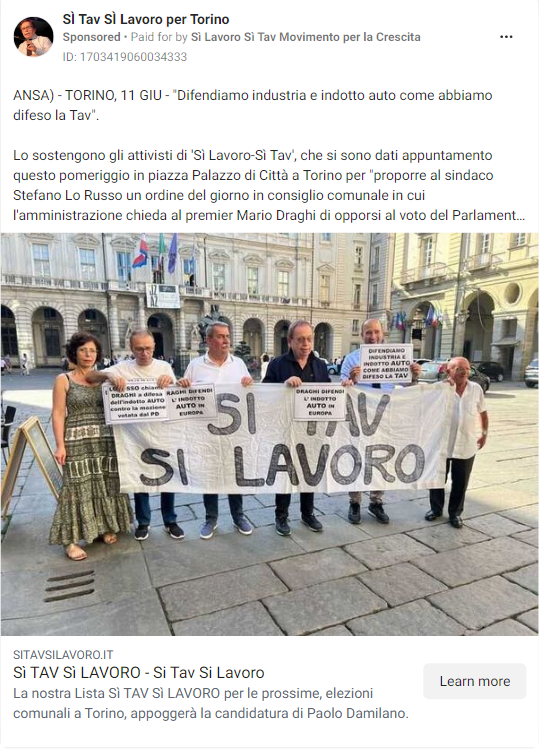 SÌ Tav SÌ Lavoro per Torino
Sponsored • Paid for by Sì Lavoro Sì Tav Movimento per la Crescita
ID: 1703419060034333
ANSA) - TORINO, 11 GIU - "Difendiamo industria e indotto auto come abbiamo
difeso la Tav".
Lo sostengono gli attivisti di 'Sì Lavoro-Sì Tav', che si sono dati appuntamento
questo pomeriggio in piazza Palazzo di Città a Torino per "proporre al sindaco
Stefano Lo Russo un ordine del giorno in consiglio comunale in cui
l'amministrazione chieda al premier Mario Draghi di opporsi al voto del Parlament...
DIFENDIAMO
INDUSTRIA E
INDOTTO AUTO
COME ABBIAMO
DIFESO LA TAV
SSO chiama
DRAGHI a difesa
dell'indotto AUTO
contro la mozione
votata dal PD
RAGHI DIFENDI
L' INDOTTO
AUTO IN
EUROPA
DRAGHI DIFENDI
L' INDOTTO
AUTO IN
EUROPA
SI TAV
SI LAVORO
SITAVSILAVORO.IT
Sì TAV Sì LAVORO - Si Tav Si Lavoro
La nostra Lista Sì TAV Sì LAVORO per le prossime, elezioni
comunali a Torino, appoggerà la candidatura di Paolo Damilano.
Learn more